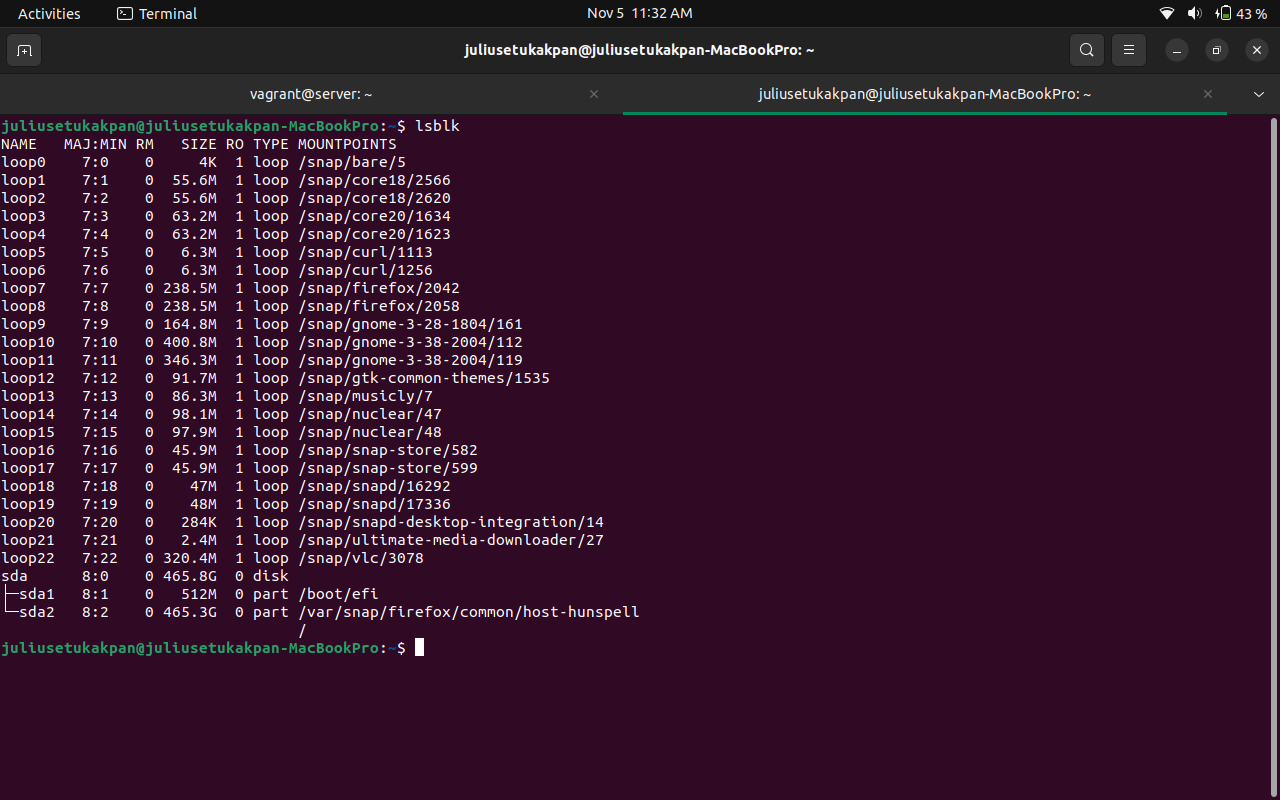 Activities Terminal Nov 5 11:32 AM 43 %
juliusetukakpan@juliusetukakpan-MacBookPro: ~
vagrant@server: ~ juliusetukakpan@juliusetukakpan-MacBookPro: ~
juliusetukakpan@juliusetukakpan-MacBookPro:~$ lsblk
NAME   MAJ:MIN RM   SIZE RO TYPE MOUNTPOINTS
loop0    7:0    0     4K  1 loop /snap/bare/5
loop1    7:1    0  55.6M  1 loop /snap/core18/2566
loop2    7:2    0  55.6M  1 loop /snap/core18/2620
loop3    7:3    0  63.2M  1 loop /snap/core20/1634
loop4    7:4    0  63.2M  1 loop /snap/core20/1623
loop5    7:5    0   6.3M  1 loop /snap/curl/1113
loop6    7:6    0   6.3M  1 loop /snap/curl/1256
loop7    7:7    0 238.5M  1 loop /snap/firefox/2042
loop8    7:8    0 238.5M  1 loop /snap/firefox/2058
loop9    7:9    0 164.8M  1 loop /snap/gnome-3-28-1804/161
loop10   7:10   0 400.8M  1 loop /snap/gnome-3-38-2004/112
loop11   7:11   0 346.3M  1 loop /snap/gnome-3-38-2004/119
loop12   7:12   0  91.7M  1 loop /snap/gtk-common-themes/1535
loop13   7:13   0  86.3M  1 loop /snap/musicly/7
loop14   7:14   0  98.1M  1 loop /snap/nuclear/47
loop15   7:15   0  97.9M  1 loop /snap/nuclear/48
loop16   7:16   0  45.9M  1 loop /snap/snap-store/582
loop17   7:17   0  45.9M  1 loop /snap/snap-store/599
loop18   7:18   0    47M  1 loop /snap/snapd/16292
loop19   7:19   0    48M  1 loop /snap/snapd/17336
loop20   7:20   0   284K  1 loop /snap/snapd-desktop-integration/14
loop21   7:21   0   2.4M  1 loop /snap/ultimate-media-downloader/27
loop22   7:22   0 320.4M  1 loop /snap/vlc/3078
sda      8:0    0 465.8G  0 disk
├─sda1   8:1    0   512M  0 part /boot/efi
└─sda2   8:2    0 465.3G  0 part /var/snap/firefox/common/host-hunspell
/
juliusetukakpan@juliusetukakpan-MacBookPro:~$